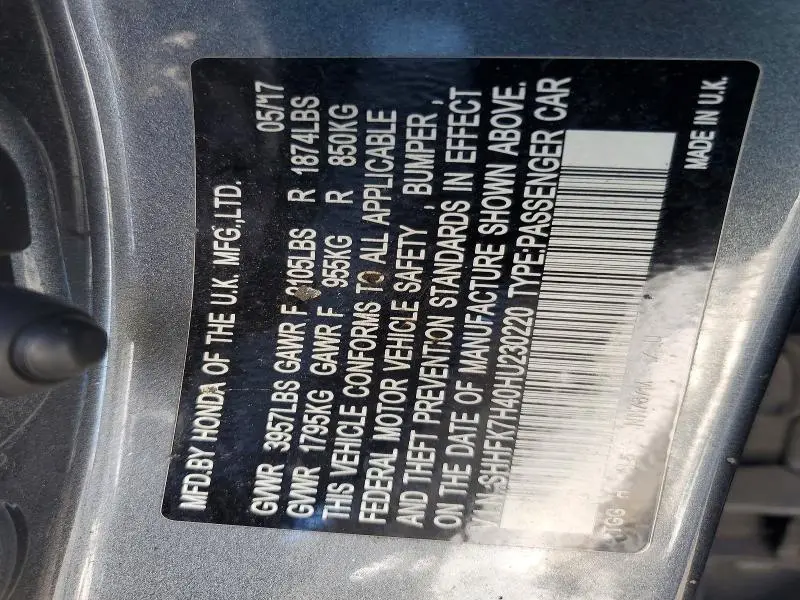 MFD.BY HONDA OF THE U.K. MFG.,LTD. 05/17
GVWR 3957LBS GAWR F 2105LBS R 1874LBS
GVWR 1795KG GAWR F 955KG R 850KG
THIS VEHICLE CONFORMS TO ALL APPLICABLE
FEDERAL MOTOR VEHICLE SAFETY , BUMPER ,
AND THEFT PREVENTION STANDARDS IN EFFECT
ON THE DATE OF MANUFACTURE SHOWN ABOVE.
V.I.N.:SHHFK7H40HU230220 TYPE:PASSENGER CAR
TGG H
MADE IN U.K.